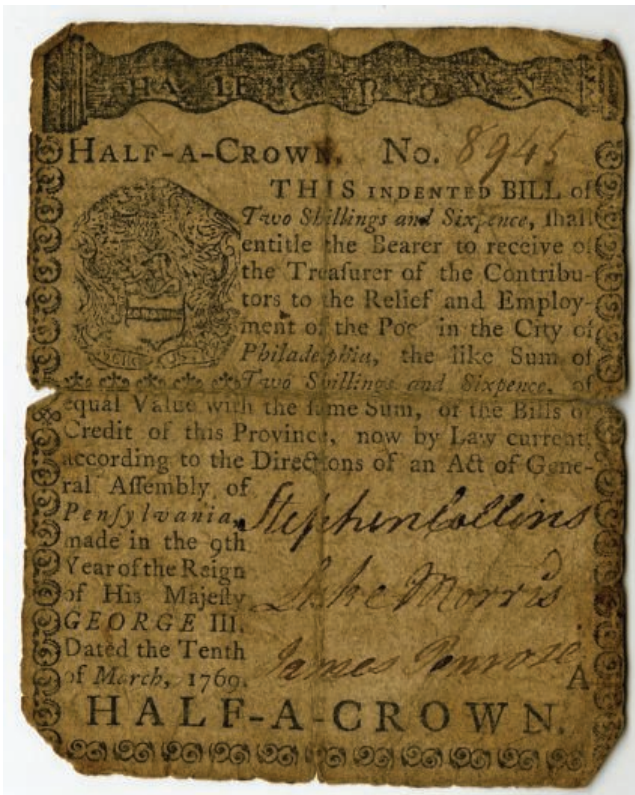 HALF-A-CROWN
HALF-A-CROWN. No. 8945
THIS INDENTED BILL of
Two Shillings and Sixpence, ſhall
entitle the Bearer to receive of
the Treaſurer of the Contribu-
tors to the Relief and Employ-
ment of the Poor in the City of
Philadelphia, the like Sum of
Two Shillings and Sixpence, of
equal Value with the ſame Sum, of the Bills of
Credit of this Province, now by Law current,
according to the Directions of an Act of Gene-
ral Aſſembly of
Penſylvania,
made in the 9th
Year of the Reign
of His Majeſty
GEORGE III.
Dated the Tenth
of March, 1769.
Stephen Collins
Luke Morris
James Penrose
A
HALF-A-CROWN.